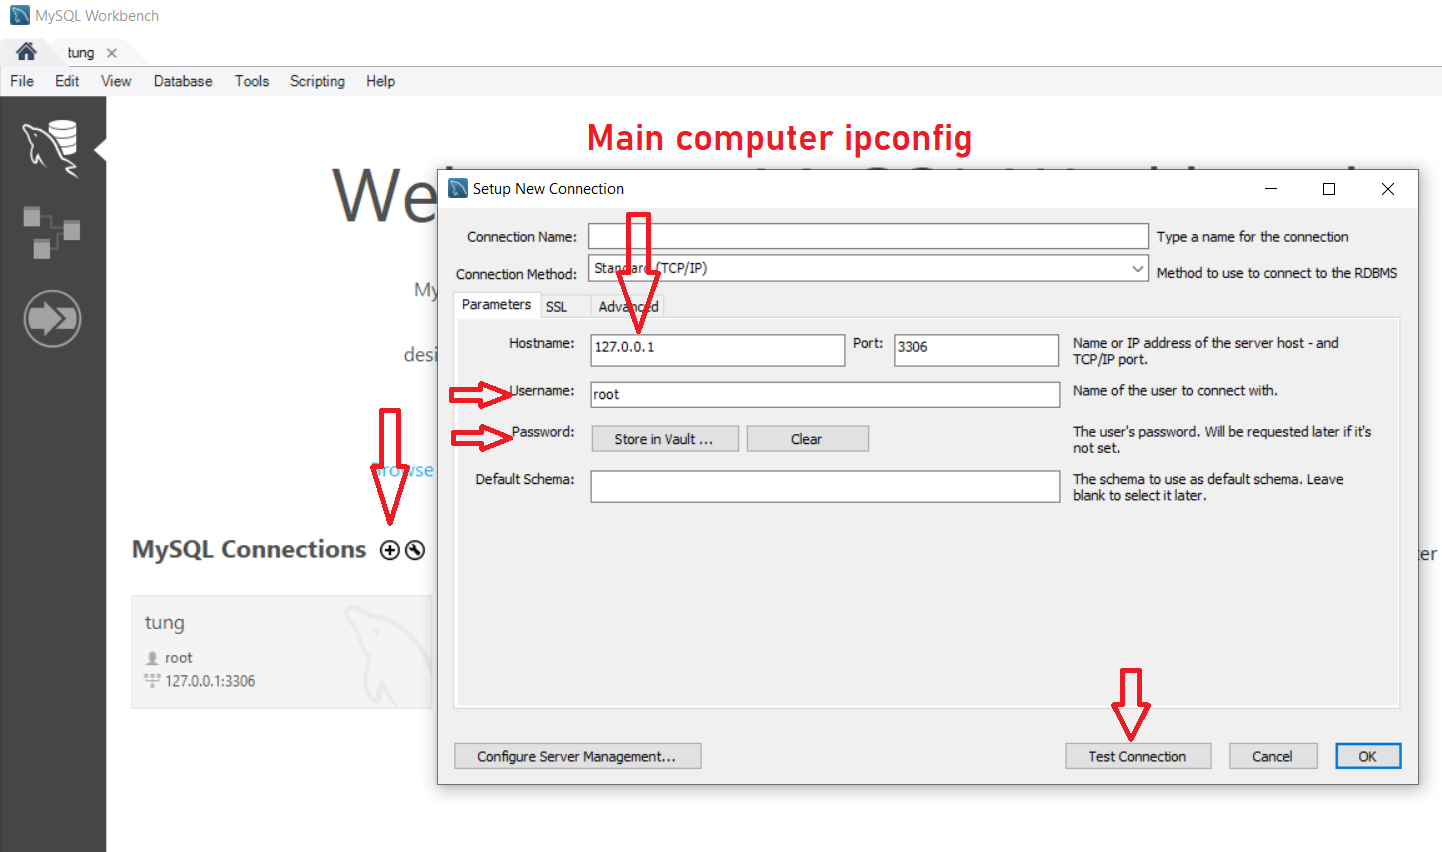 MySQL Workbench
tung
File Edit View Database Tools Scripting Help
Main computer ipconfig
We
Setup New Connection
Connection Name:
Type a name for the connection
Connection Method:
Standard (TCP/IP)
Method to use to connect to the RDBMS
Parameters SSL Advanced
My
desi
Hostname:
127.0.0.1
Port:
3306
Name or IP address of the server host - and
TCP/IP port.
Username:
root
Name of the user to connect with.
Password:
Store in Vault ...
Clear
The user's password. Will be requested later if it's
not set.
Browse
Default Schema:
The schema to use as default schema. Leave
blank to select it later.
MySQL Connections
ter
tung
root
127.0.0.1:3306
Configure Server Management...
Test Connection
Cancel
OK